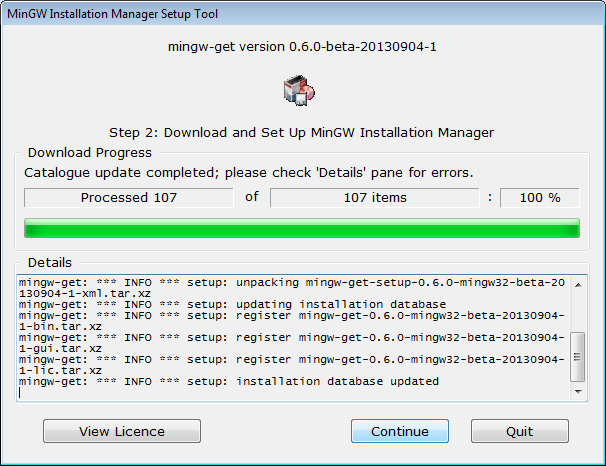 MinGW Installation Manager Setup Tool
mingw-get version 0.6.0-beta-20130904-1
Step 2: Download and Set Up MinGW Installation Manager
Download Progress
Catalogue update completed; please check 'Details' pane for errors.
Processed 107 of 107 items : 100 %
Details
mingw-get: *** INFO *** setup: unpacking mingw-get-setup-0.6.0-mingw32-beta-20
130904-1-xml.tar.xz
mingw-get: *** INFO *** setup: updating installation database
mingw-get: *** INFO *** setup: register mingw-get-0.6.0-mingw32-beta-20130904-
1-bin.tar.xz
mingw-get: *** INFO *** setup: register mingw-get-0.6.0-mingw32-beta-20130904-
1-gui.tar.xz
mingw-get: *** INFO *** setup: register mingw-get-0.6.0-mingw32-beta-20130904-
1-lic.tar.xz
mingw-get: *** INFO *** setup: installation database updated
View Licence Continue Quit